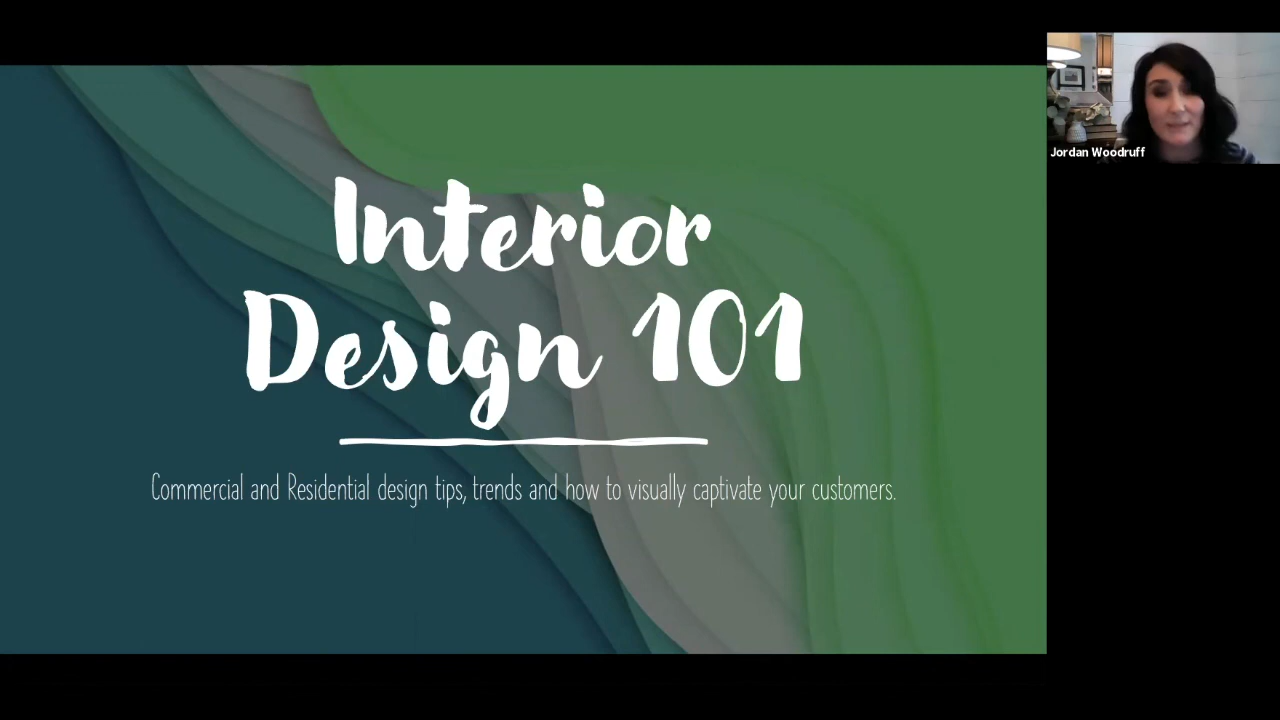 Interior
Design 101
Commercial and Residential design tips, trends and how to visually captivate your customers.
Jordan Woodruff